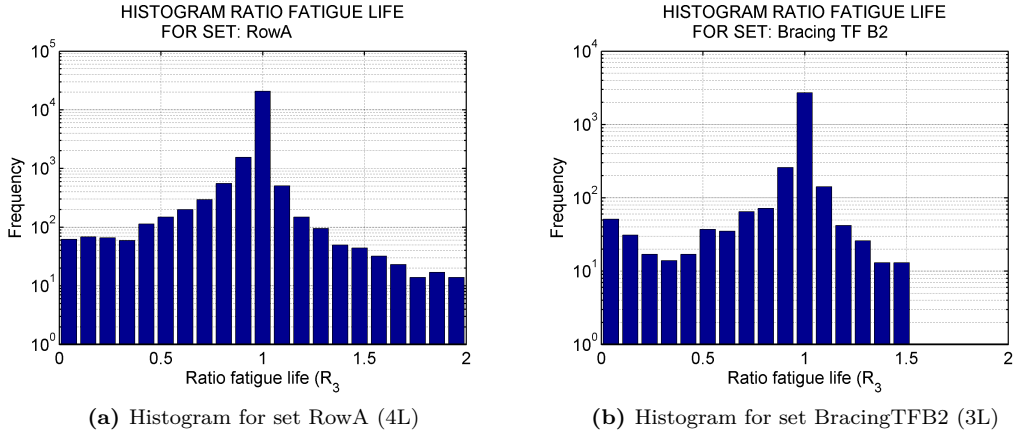 HISTOGRAM RATIO FATIGUE LIFE
FOR SET: RowA
10^5
10^4
10^3
10^2
10^1
10^0
Frequency
0
0.5
1
1.5
2
Ratio fatigue life (R_3
(a) Histogram for set RowA (4L)
HISTOGRAM RATIO FATIGUE LIFE
FOR SET: Bracing TF B2
10^4
10^3
10^2
10^1
10^0
Frequency
0
0.5
1
1.5
2
Ratio fatigue life (R_3
(b) Histogram for set BracingTFB2 (3L)